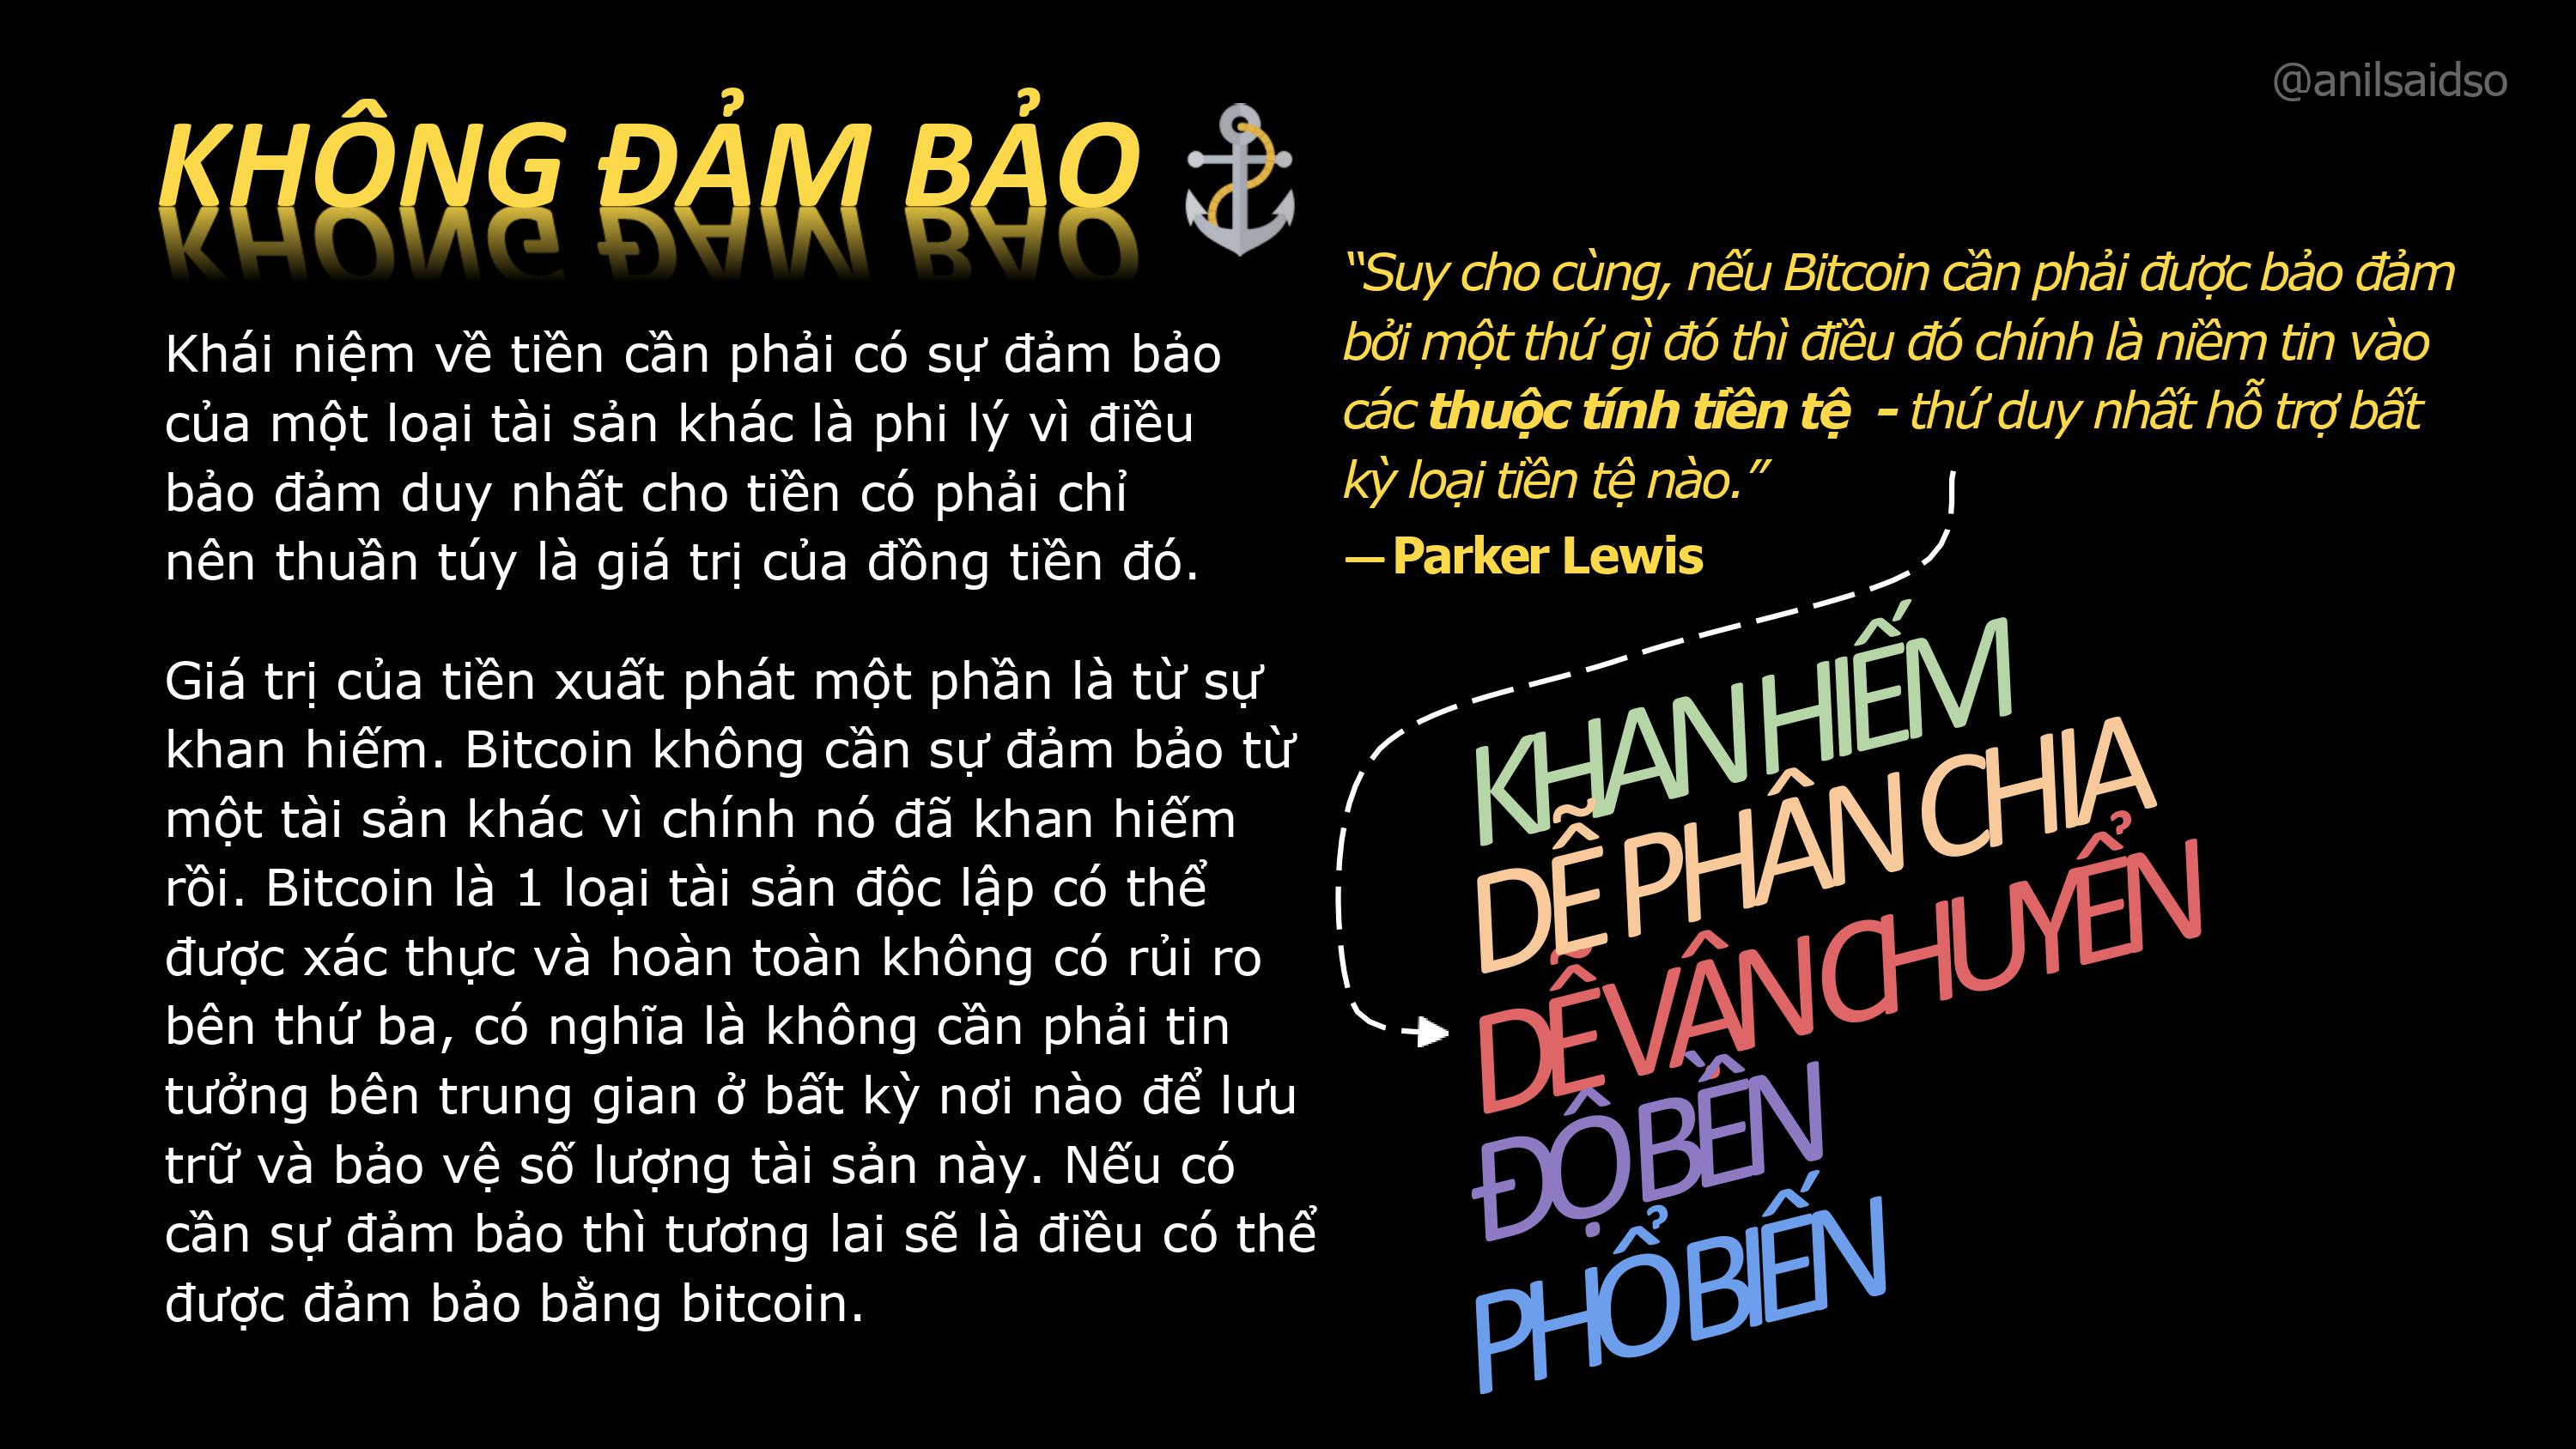 @anilsaidso
KHÔNG ĐẢM BẢO
Khái niệm về tiền cần phải có sự đảm bảo
của một loại tài sản khác là phi lý vì điều
bảo đảm duy nhất cho tiền có phải chỉ
nên thuần túy là giá trị của đồng tiền đó.
Giá trị của tiền xuất phát một phần là từ sự
khan hiếm. Bitcoin không cần sự đảm bảo từ
một tài sản khác vì chính nó đã khan hiếm
rồi. Bitcoin là 1 loại tài sản độc lập có thể
được xác thực và hoàn toàn không có rủi ro
bên thứ ba, có nghĩa là không cần phải tin
tưởng bên trung gian ở bất kỳ nơi nào để lưu
trữ và bảo vệ số lượng tài sản này. Nếu có
cần sự đảm bảo thì tương lai sẽ là điều có thể
được đảm bảo bằng bitcoin.
“Suy cho cùng, nếu Bitcoin cần phải được bảo đảm
bởi một thứ gì đó thì điều đó chính là niềm tin vào
các thuộc tính tiền tệ - thứ duy nhất hỗ trợ bất
kỳ loại tiền tệ nào.”
— Parker Lewis
KHAN HIẾM
DỄ PHÂN CHIA
DỄ VẬN CHUYỂN
ĐỘ BỀN
PHỔ BIẾN